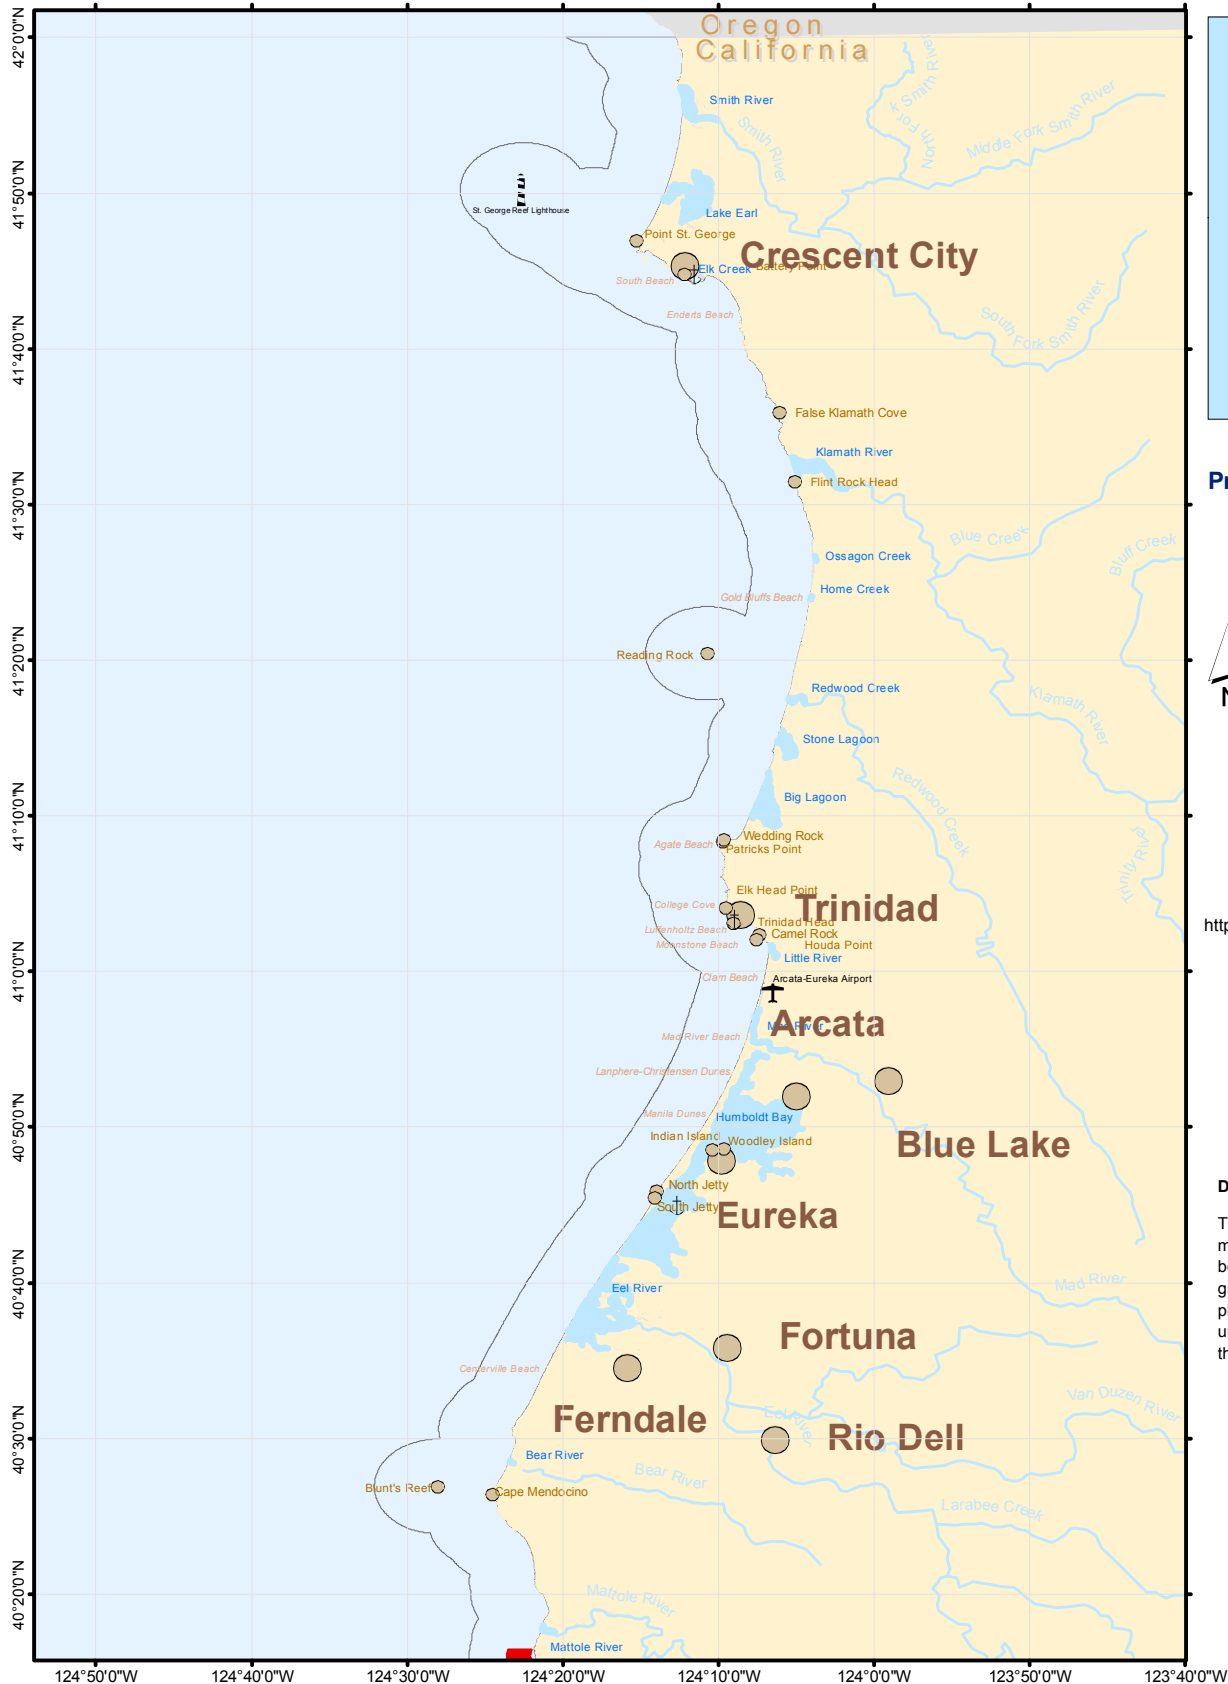 Oregon
California
42°0'0"N
Smith River
Smith River
North Fork Smith River
Middle Fork Smith River
41°50'0"N
St. George Reef Lighthouse
Lake Earl
Point St. George
Crescent City
Elk Creek
Battery Point
South Beach
Enderts Beach
South Fork Smith River
41°40'0"N
False Klamath Cove
Klamath River
Flint Rock Head
Pr
41°30'0"N
Blue Creek
Bluff Creek
Ossagon Creek
Home Creek
Gold Bluffs Beach
Reading Rock
41°20'0"N
Redwood Creek
Klamath River
N
Stone Lagoon
Redwood Creek
Big Lagoon
41°10'0"N
Wedding Rock
Agate Beach
Patricks Point
Trinity River
Elk Head Point
College Cove
Trinidad
Trinidad Head
http
Luffenholtz Beach
Camel Rock
Moonstone Beach
Houda Point
Little River
41°0'0"N
Clam Beach
Arcata-Eureka Airport
Arcata
Mad River
Mad River Beach
Lanphere-Christensen Dunes
Manila Dunes
Humboldt Bay
40°50'0"N
Indian Island
Woodley Island
Blue Lake
North Jetty
D
South Jetty
Eureka
T
m
b
g
p
u
th
40°40'0"N
Eel River
Mad River
Fortuna
Centerville Beach
Van Duzen River
Ferndale
Eel River
Rio Dell
40°30'0"N
Bear River
Bear River
Blunt's Reef
Cape Mendocino
Larabee Creek
40°20'0"N
Mattole River
Mattole River
124°50'0"W
124°40'0"W
124°30'0"W
124°20'0"W
124°10'0"W
124°0'0"W
123°50'0"W
123°40'0"W